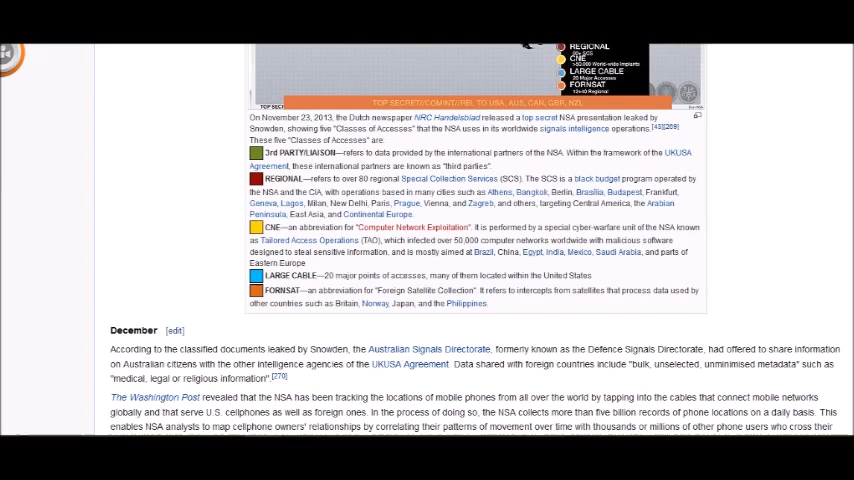 REGIONAL
80+ SCS
CNE
>50,000 World-wide Implants
LARGE CABLE
20 Major Accesses
FORNSAT
12+40 Regional
TOP SECRET//COMINT//REL TO USA, AUS, CAN, GBR, NZL
TOP SEC
On November 23, 2013, the Dutch newspaper NRC Handelsblad released a top secret NSA presentation leaked by
Snowden, showing five "Classes of Accesses" that the NSA uses in its worldwide signals intelligence operations.[43][269]
These five "Classes of Accesses" are:
3rd PARTY/LIAISON—refers to data provided by the international partners of the NSA. Within the framework of the UKUSA
Agreement, these international partners are known as "third parties".
REGIONAL—refers to over 80 regional Special Collection Services (SCS). The SCS is a black budget program operated by
the NSA and the CIA, with operations based in many cities such as Athens, Bangkok, Berlin, Brasília, Budapest, Frankfurt,
Geneva, Lagos, Milan, New Delhi, Paris, Prague, Vienna, and Zagreb, and others, targeting Central America, the Arabian
Peninsula, East Asia, and Continental Europe.
CNE—an abbreviation for "Computer Network Exploitation". It is performed by a special cyber-warfare unit of the NSA known
as Tailored Access Operations (TAO), which infected over 50,000 computer networks worldwide with malicious software
designed to steal sensitive information, and is mostly aimed at Brazil, China, Egypt, India, Mexico, Saudi Arabia, and parts of
Eastern Europe
LARGE CABLE—20 major points of accesses, many of them located within the United States
FORNSAT—an abbreviation for "Foreign Satellite Collection". It refers to intercepts from satellites that process data used by
other countries such as Britain, Norway, Japan, and the Philippines.
December [edit]
According to the classified documents leaked by Snowden, the Australian Signals Directorate, formerly known as the Defence Signals Directorate, had offered to share information
on Australian citizens with the other intelligence agencies of the UKUSA Agreement. Data shared with foreign countries include "bulk, unselected, unminimised metadata" such as
"medical, legal or religious information".[270]
The Washington Post revealed that the NSA has been tracking the locations of mobile phones from all over the world by tapping into the cables that connect mobile networks
globally and that serve U.S. cellphones as well as foreign ones. In the process of doing so, the NSA collects more than five billion records of phone locations on a daily basis. This
enables NSA analysts to map cellphone owners' relationships by correlating their patterns of movement over time with thousands or millions of other phone users who cross their